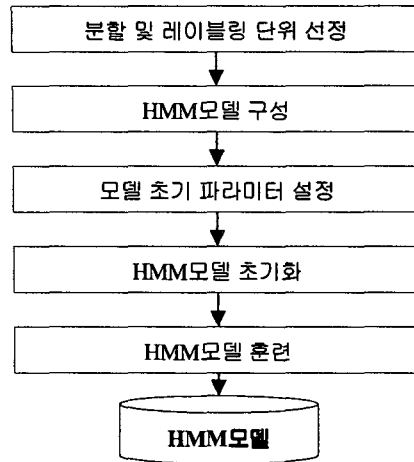 분할 및 레이블링 단위 선정
HMM모델 구성
모델 초기 파라미터 설정
HMM모델 초기화
HMM모델 훈련
HMM모델